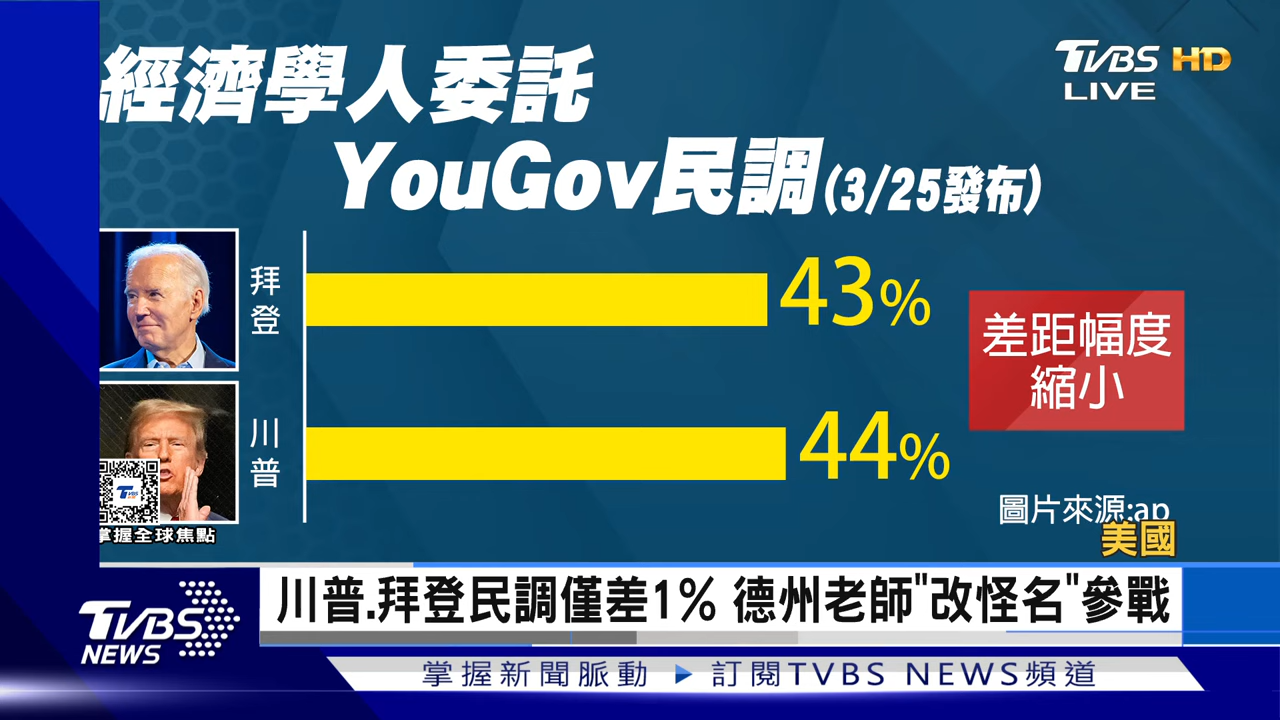 經濟學人委託
YouGov民調(3/25發布)
TVBS HD
LIVE
拜登
43%
川普
44%
差距幅度
縮小
TVBS
掌握全球焦點
圖片來源:ap
美國
川普.拜登民調僅差1% 德州老師"改怪名"參戰
TVBS
NEWS
掌握新聞脈動 ▶ 訂閱TVBS NEWS頻道